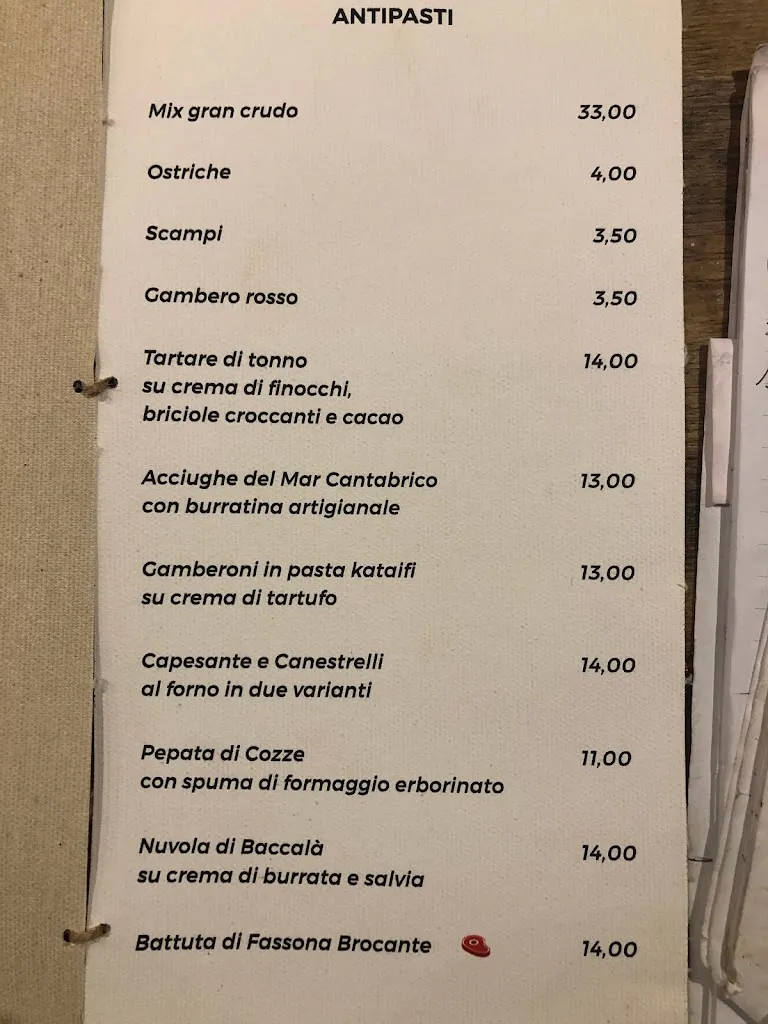 ANTIPASTI
Mix gran crudo 33,00
Ostriche 4,00
Scampi 3,50
Gambero rosso 3,50
Tartare di tonno 14,00
su crema di finocchi,
briciole croccanti e cacao
Acciughe del Mar Cantabrico 13,00
con burratina artigianale
Gamberoni in pasta kataifi 13,00
su crema di tartufo
Capesante e Canestrelli 14,00
al forno in due varianti
Pepata di Cozze 11,00
con spuma di formaggio erborinato
Nuvola di Baccalà 14,00
su crema di burrata e salvia
Battuta di Fassona Brocante 14,00